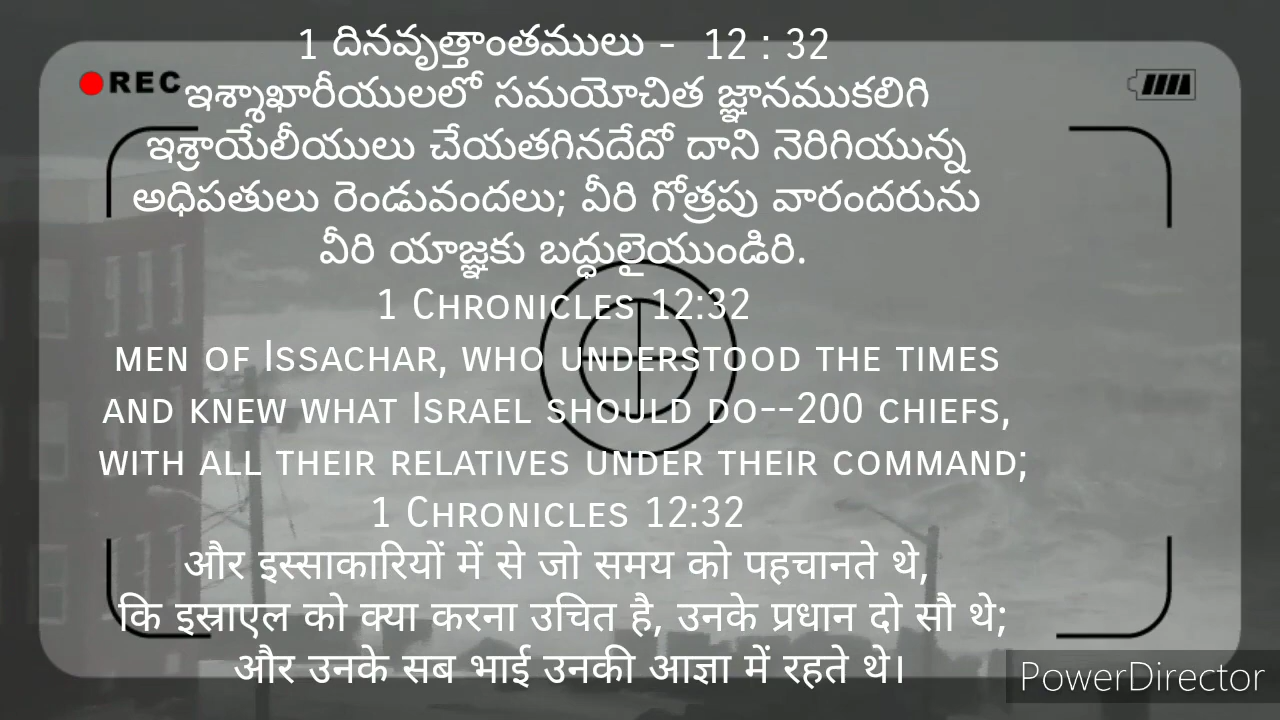 1 దినవృత్తాంతములు - 12 : 32
REC
ఇశ్శాఖారీయులలో సమయోచిత జ్ఞానముకలిగి
ఇశ్రాయేలీయులు చేయతగినదేదో దాని నెరిగియున్న
అధిపతులు రెండువందలు; వీరి గోత్రపు వారందరును
వీరి యాజ్ఞకు బద్ధులైయుండిరి.
1 Chronicles 12:32
men of Issachar, who understood the times
and knew what Israel should do--200 chiefs,
with all their relatives under their command;
1 Chronicles 12:32
और इस्साकारियों में से जो समय को पहचानते थे,
कि इस्राएल को क्या करना उचित है, उनके प्रधान दो सौ थे;
और उनके सब भाई उनकी आज्ञा में रहते थे।
PowerDirector